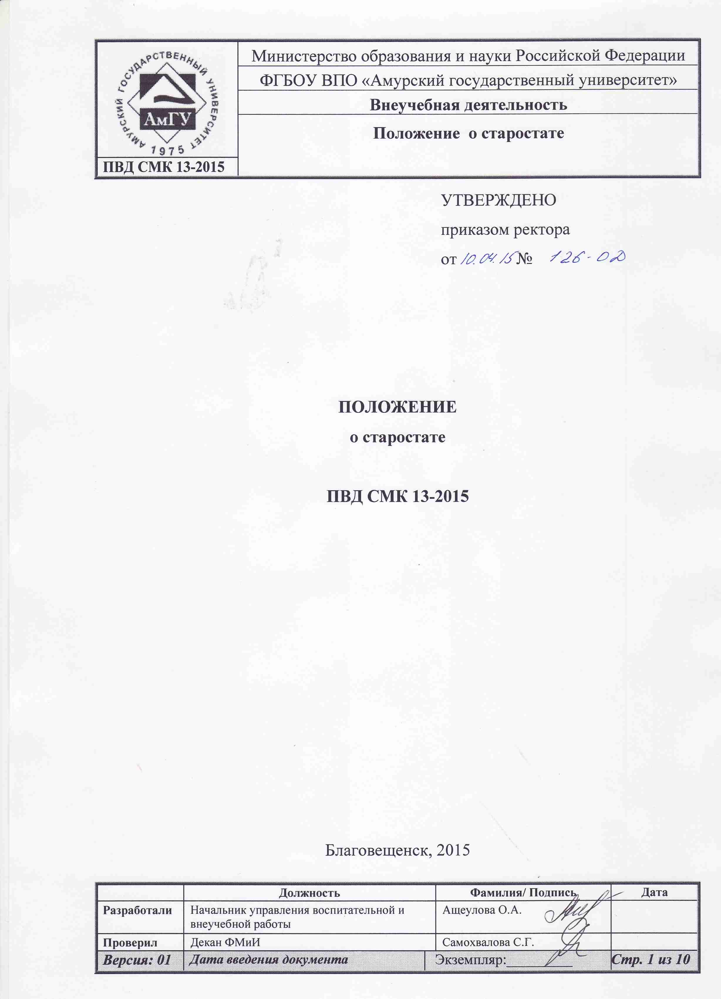 АМУРСКИЙ ГОСУДАРСТВЕННЫЙ УНИВЕРСИТЕТ
АмГУ
1975
ПВД СМК 13-2015
Министерство образования и науки Российской Федерации
ФГБОУ ВПО «Амурский государственный университет»
Внеучебная деятельность
Положение о старостате
УТВЕРЖДЕНО
приказом ректора
от 10.04.15 № 126-ОД
ПОЛОЖЕНИЕ
о старостате
ПВД СМК 13-2015
Благовещенск, 2015
Должность Фамилия/ Подпись Дата
Разработали Начальник управления воспитательной и Ащеулова О.А.
внеучебной работы
Проверил Декан ФМиИ Самохвалова С.Г.
Версия: 01 Дата введения документа Экземпляр:__________ Стр. 1 из 10